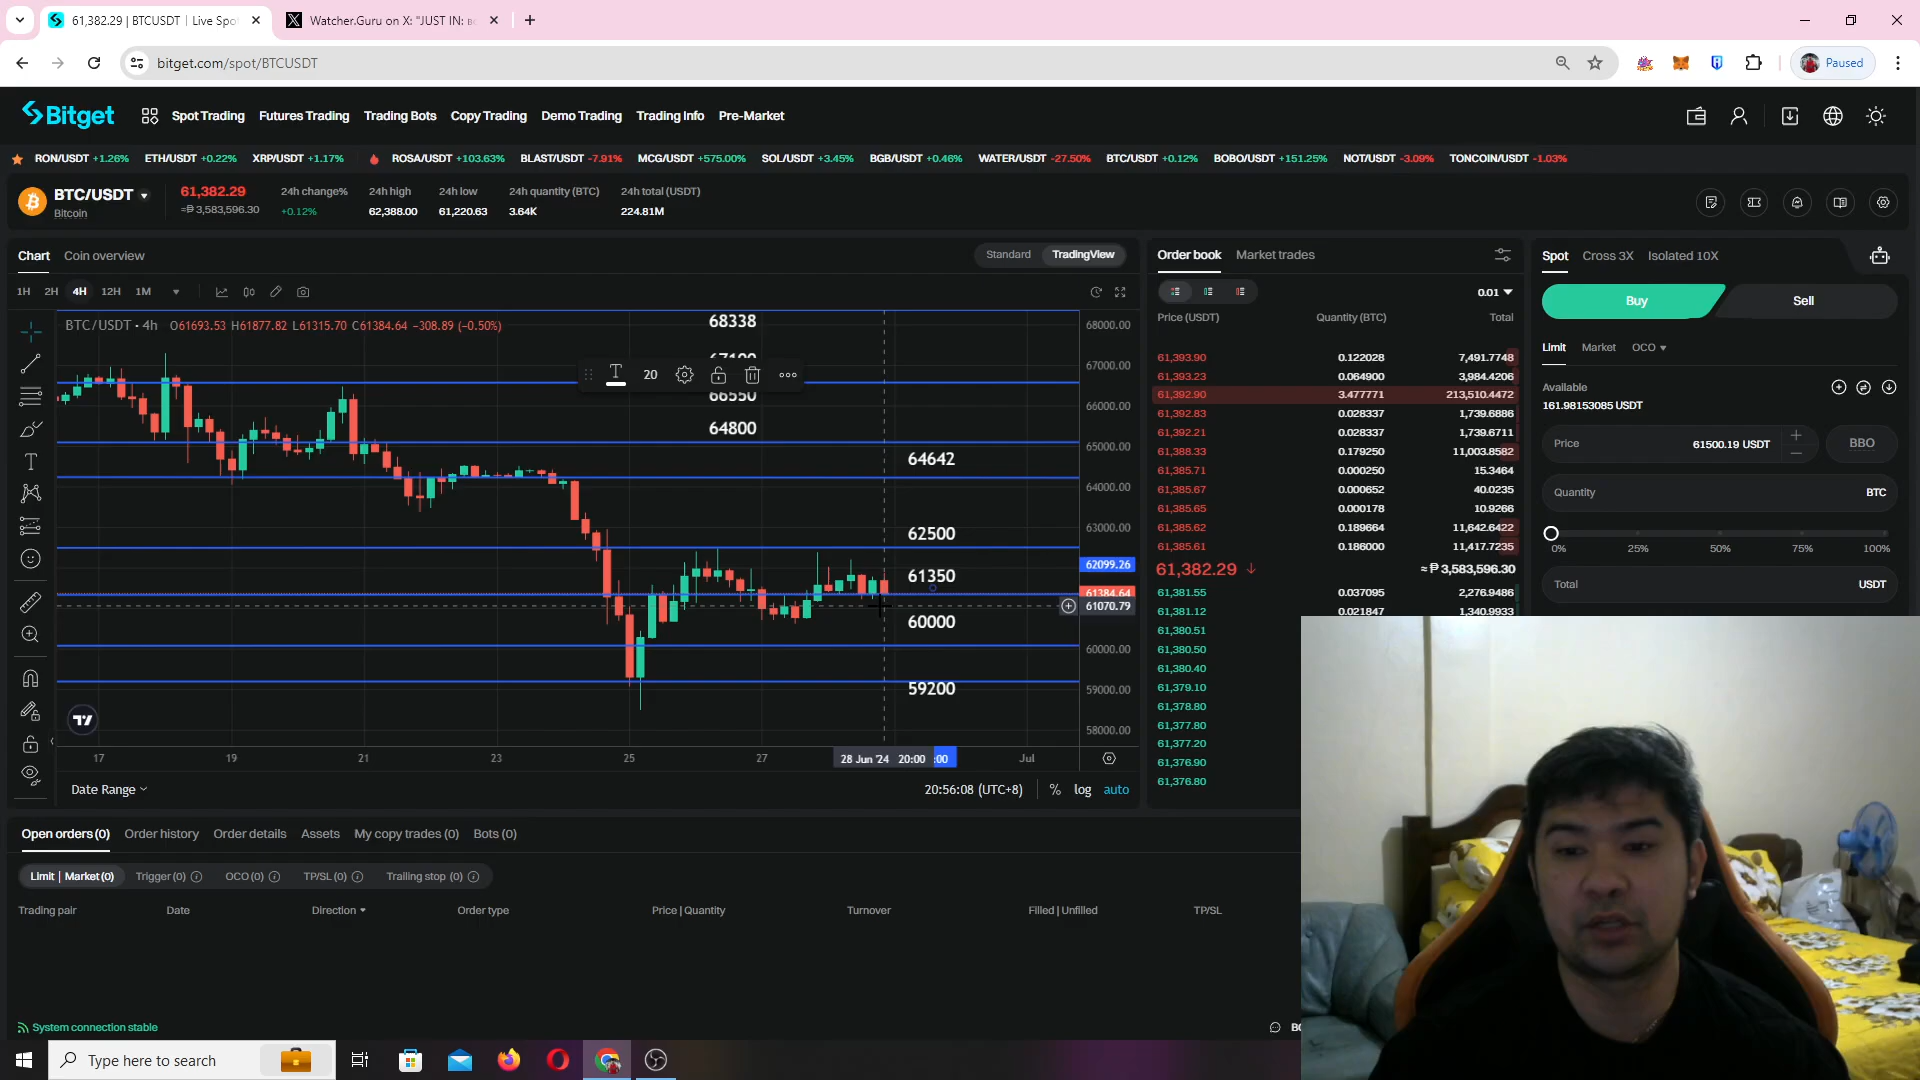 61,382.29 | BTCUSDT | Live Spo
Watcher.Guru on X: "JUST IN:
bitget.com/spot/BTCUSDT
Paused
Bitget
Spot Trading Futures Trading Trading Bots Copy Trading Demo Trading Trading Info Pre-Market
RON/USDT +1.26% ETH/USDT +0.22% XRP/USDT +1.17% ROSA/USDT +103.63% BLAST/USDT -7.91% MCG/USDT +575.00% SOL/USDT +3.45% BGB/USDT +0.46% WATER/USDT -27.50% BTC/USDT +0.12% BOBO/USDT +151.25% NOT/USDT -3.09% TONCOIN/USDT -1.03%
BTC/USDT 61,382.29 24h change% 24h high 24h low 24h quantity (BTC) 24h total (USDT)
Bitcoin ≈₱3,583,596.30 +0.12% 62,388.00 61,220.63 3.64K 224.81M
Chart Coin overview Standard TradingView
1H 2H 4H 12H 1M
BTC/USDT • 4h O61693.53 H61877.82 L61315.70 C61384.64 -308.89 (-0.50%)
68338
20
66550
64800
64642
62500
61350
60000
59200
68000.00
67000.00
66000.00
65000.00
64000.00
63000.00
62099.26
61384.64
61070.79
60000.00
59000.00
58000.00
17 19 21 23 25 27 28 Jun '24 20:00 :00 Jul
Date Range 20:56:08 (UTC+8) % log auto
Order book Market trades
0.01
Price (USDT) Quantity (BTC) Total
61,393.90 0.122028 7,491.7748
61,393.23 0.064900 3,984.4206
61,392.90 3.477771 213,510.4472
61,392.83 0.028337 1,739.6886
61,392.21 0.028337 1,739.6711
61,388.33 0.179250 11,003.8582
61,385.71 0.000250 15.3464
61,385.67 0.000652 40.0235
61,385.65 0.000178 10.9266
61,385.62 0.189664 11,642.6422
61,385.61 0.186000 11,417.7235
61,382.29 ↓ ≈₱3,583,596.30
61,381.55 0.037095 2,276.9486
61,381.12 0.021847 1,340.9933
61,380.51
61,380.50
61,380.40
61,379.10
61,378.80
61,377.80
61,377.20
61,376.90
61,376.80
Spot Cross 3X Isolated 10X
Buy Sell
Limit Market OCO
Available
161.98153085 USDT
Price 61500.19 USDT BBO
Quantity BTC
0% 25% 50% 75% 100%
Total USDT
Open orders(0) Order history Order details Assets My copy trades (0) Bots (0)
Limit | Market(0) Trigger(0) OCO(0) TP/SL(0) Trailing stop (0)
Trading pair Date Direction Order type Price | Quantity Turnover Filled | Unfilled TP/SL
System connection stable
Type here to search